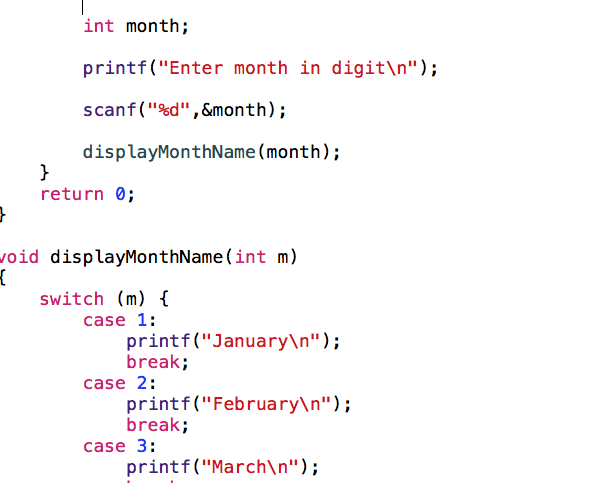 int month;
printf("Enter month in digit\n");
scanf("%d",&month);
displayMonthName(month);
}
return 0;
}
void displayMonthName(int m)
{
switch (m) {
case 1:
printf("January\n");
break;
case 2:
printf("February\n");
break;
case 3:
printf("March\n");